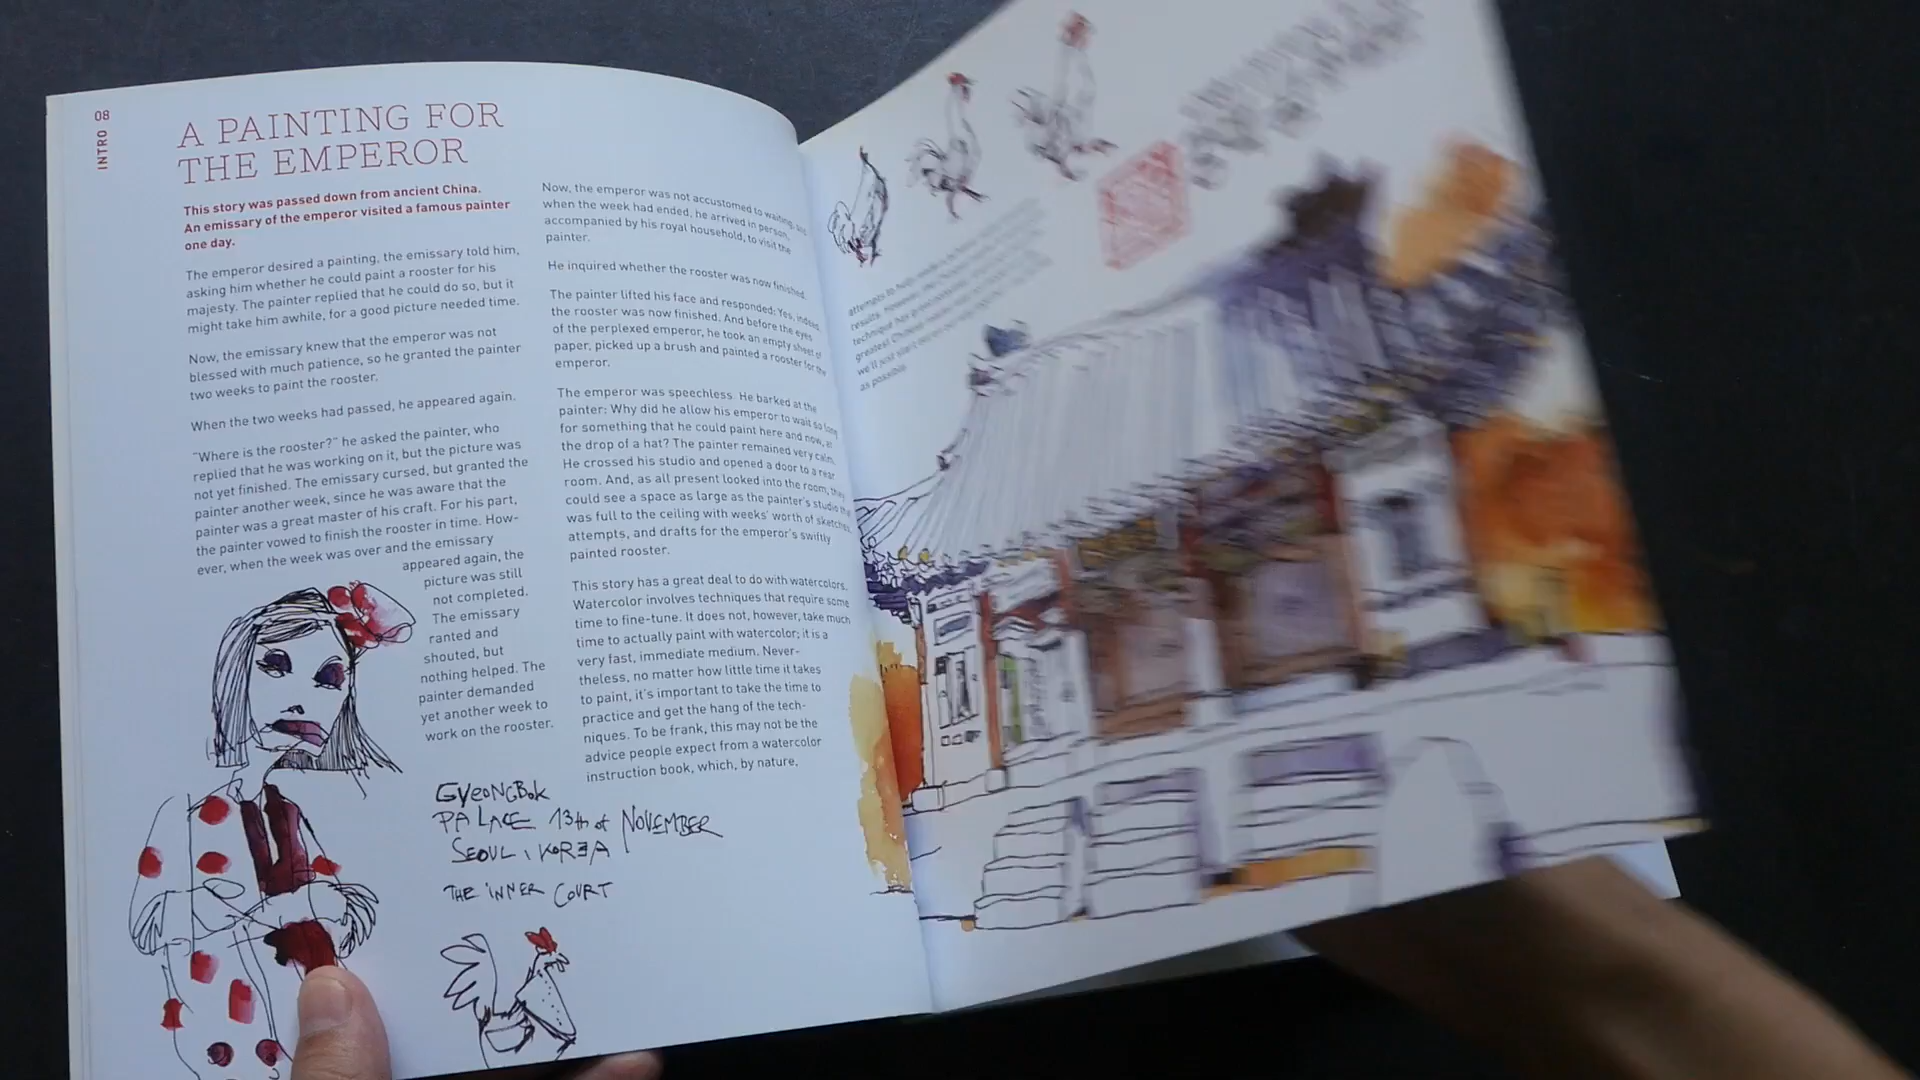 08
INTRO
A PAINTING FOR
THE EMPEROR
This story was passed down from ancient China.
An emissary of the emperor visited a famous painter
one day.
The emperor desired a painting, the emissary told him,
asking him whether he could paint a rooster for his
majesty. The painter replied that he could do so, but it
might take him awhile, for a good picture needed time.
Now, the emissary knew that the emperor was not
blessed with much patience, so he granted the painter
two weeks to paint the rooster.
When the two weeks had passed, he appeared again.
"Where is the rooster?" he asked the painter, who
replied that he was working on it, but the picture was
not yet finished. The emissary cursed, but granted the
painter another week, since he was aware that the
painter was a great master of his craft. For his part,
the painter vowed to finish the rooster in time. How-
ever, when the week was over and the emissary
appeared again, the
picture was still
not completed.
The emissary
ranted and
shouted, but
nothing helped. The
painter demanded
yet another week to
work on the rooster.
Now, the emperor was not accustomed to waiting, and
when the week had ended, he arrived in person,
accompanied by his royal household, to visit the
painter.
He inquired whether the rooster was now finished.
The painter lifted his face and responded: Yes, indeed,
the rooster was now finished. And before the eyes
of the perplexed emperor, he took an empty sheet of
paper, picked up a brush and painted a rooster for the
emperor.
The emperor was speechless. He barked at the
painter: Why did he allow his emperor to wait so long
for something that he could paint here and now, at
the drop of a hat? The painter remained very calm.
He crossed his studio and opened a door to a rear
room. And, as all present looked into the room, they
could see a space as large as the painter's studio
was full to the ceiling with weeks' worth of sketches,
attempts, and drafts for the emperor's swiftly
painted rooster.
This story has a great deal to do with watercolors.
Watercolor involves techniques that require some
time to fine-tune. It does not, however, take much
time to actually paint with watercolor; it is a
very fast, immediate medium. Never-
theless, no matter how little time it takes
to paint, it's important to take the time to
practice and get the hang of the tech-
niques. To be frank, this may not be the
advice people expect from a watercolor
instruction book, which, by nature,
GYEONGBOK
PALACE 13th of NOVEMBER
SEOUL, KOREA
THE INNER COURT
attempts to
results. However,
technique
greates
we'll just start
as possible